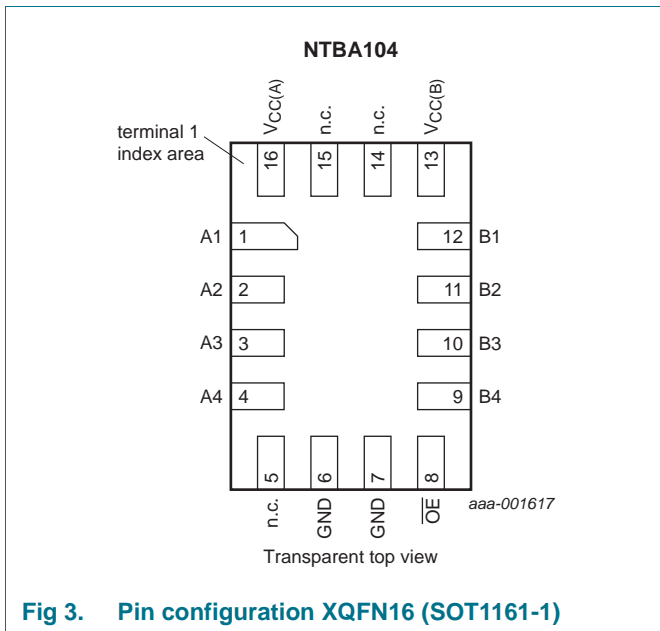 NTBA104
VCC(A)
n.c.
n.c.
VCC(B)
terminal 1
index area
16
15
14
13
A1 1
12 B1
A2 2
11 B2
A3 3
10 B3
A4 4
9 B4
5
6
7
8
n.c.
GND
GND
O̅E̅
aaa-001617
Transparent top view
Fig 3. Pin configuration XQFN16 (SOT1161-1)